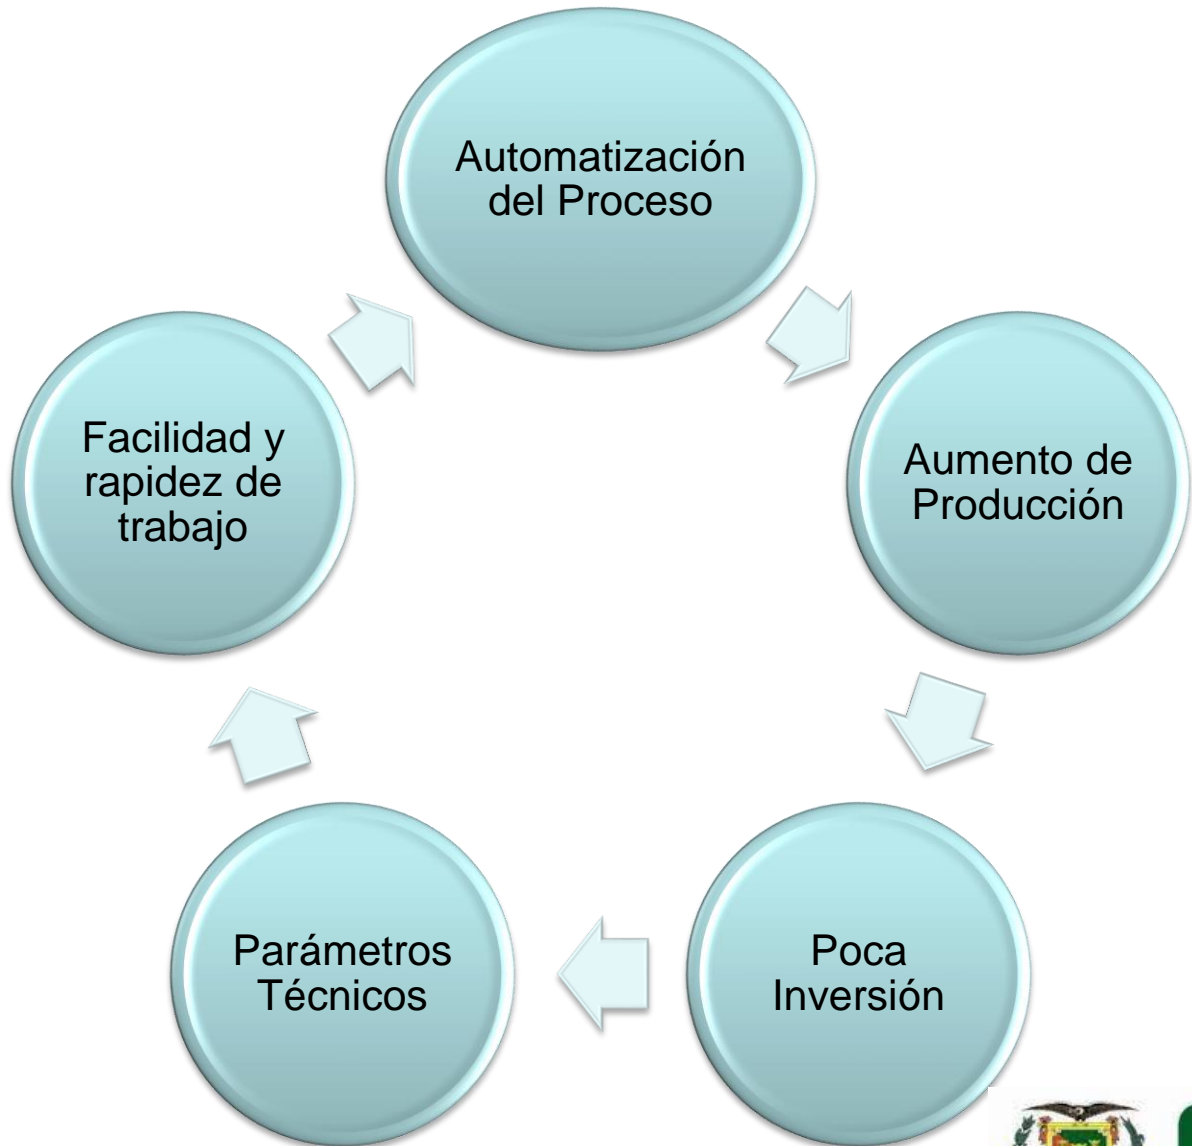 Automatización
del Proceso
Aumento de
Producción
Poca
Inversión
Parámetros
Técnicos
Facilidad y
rapidez de
trabajo